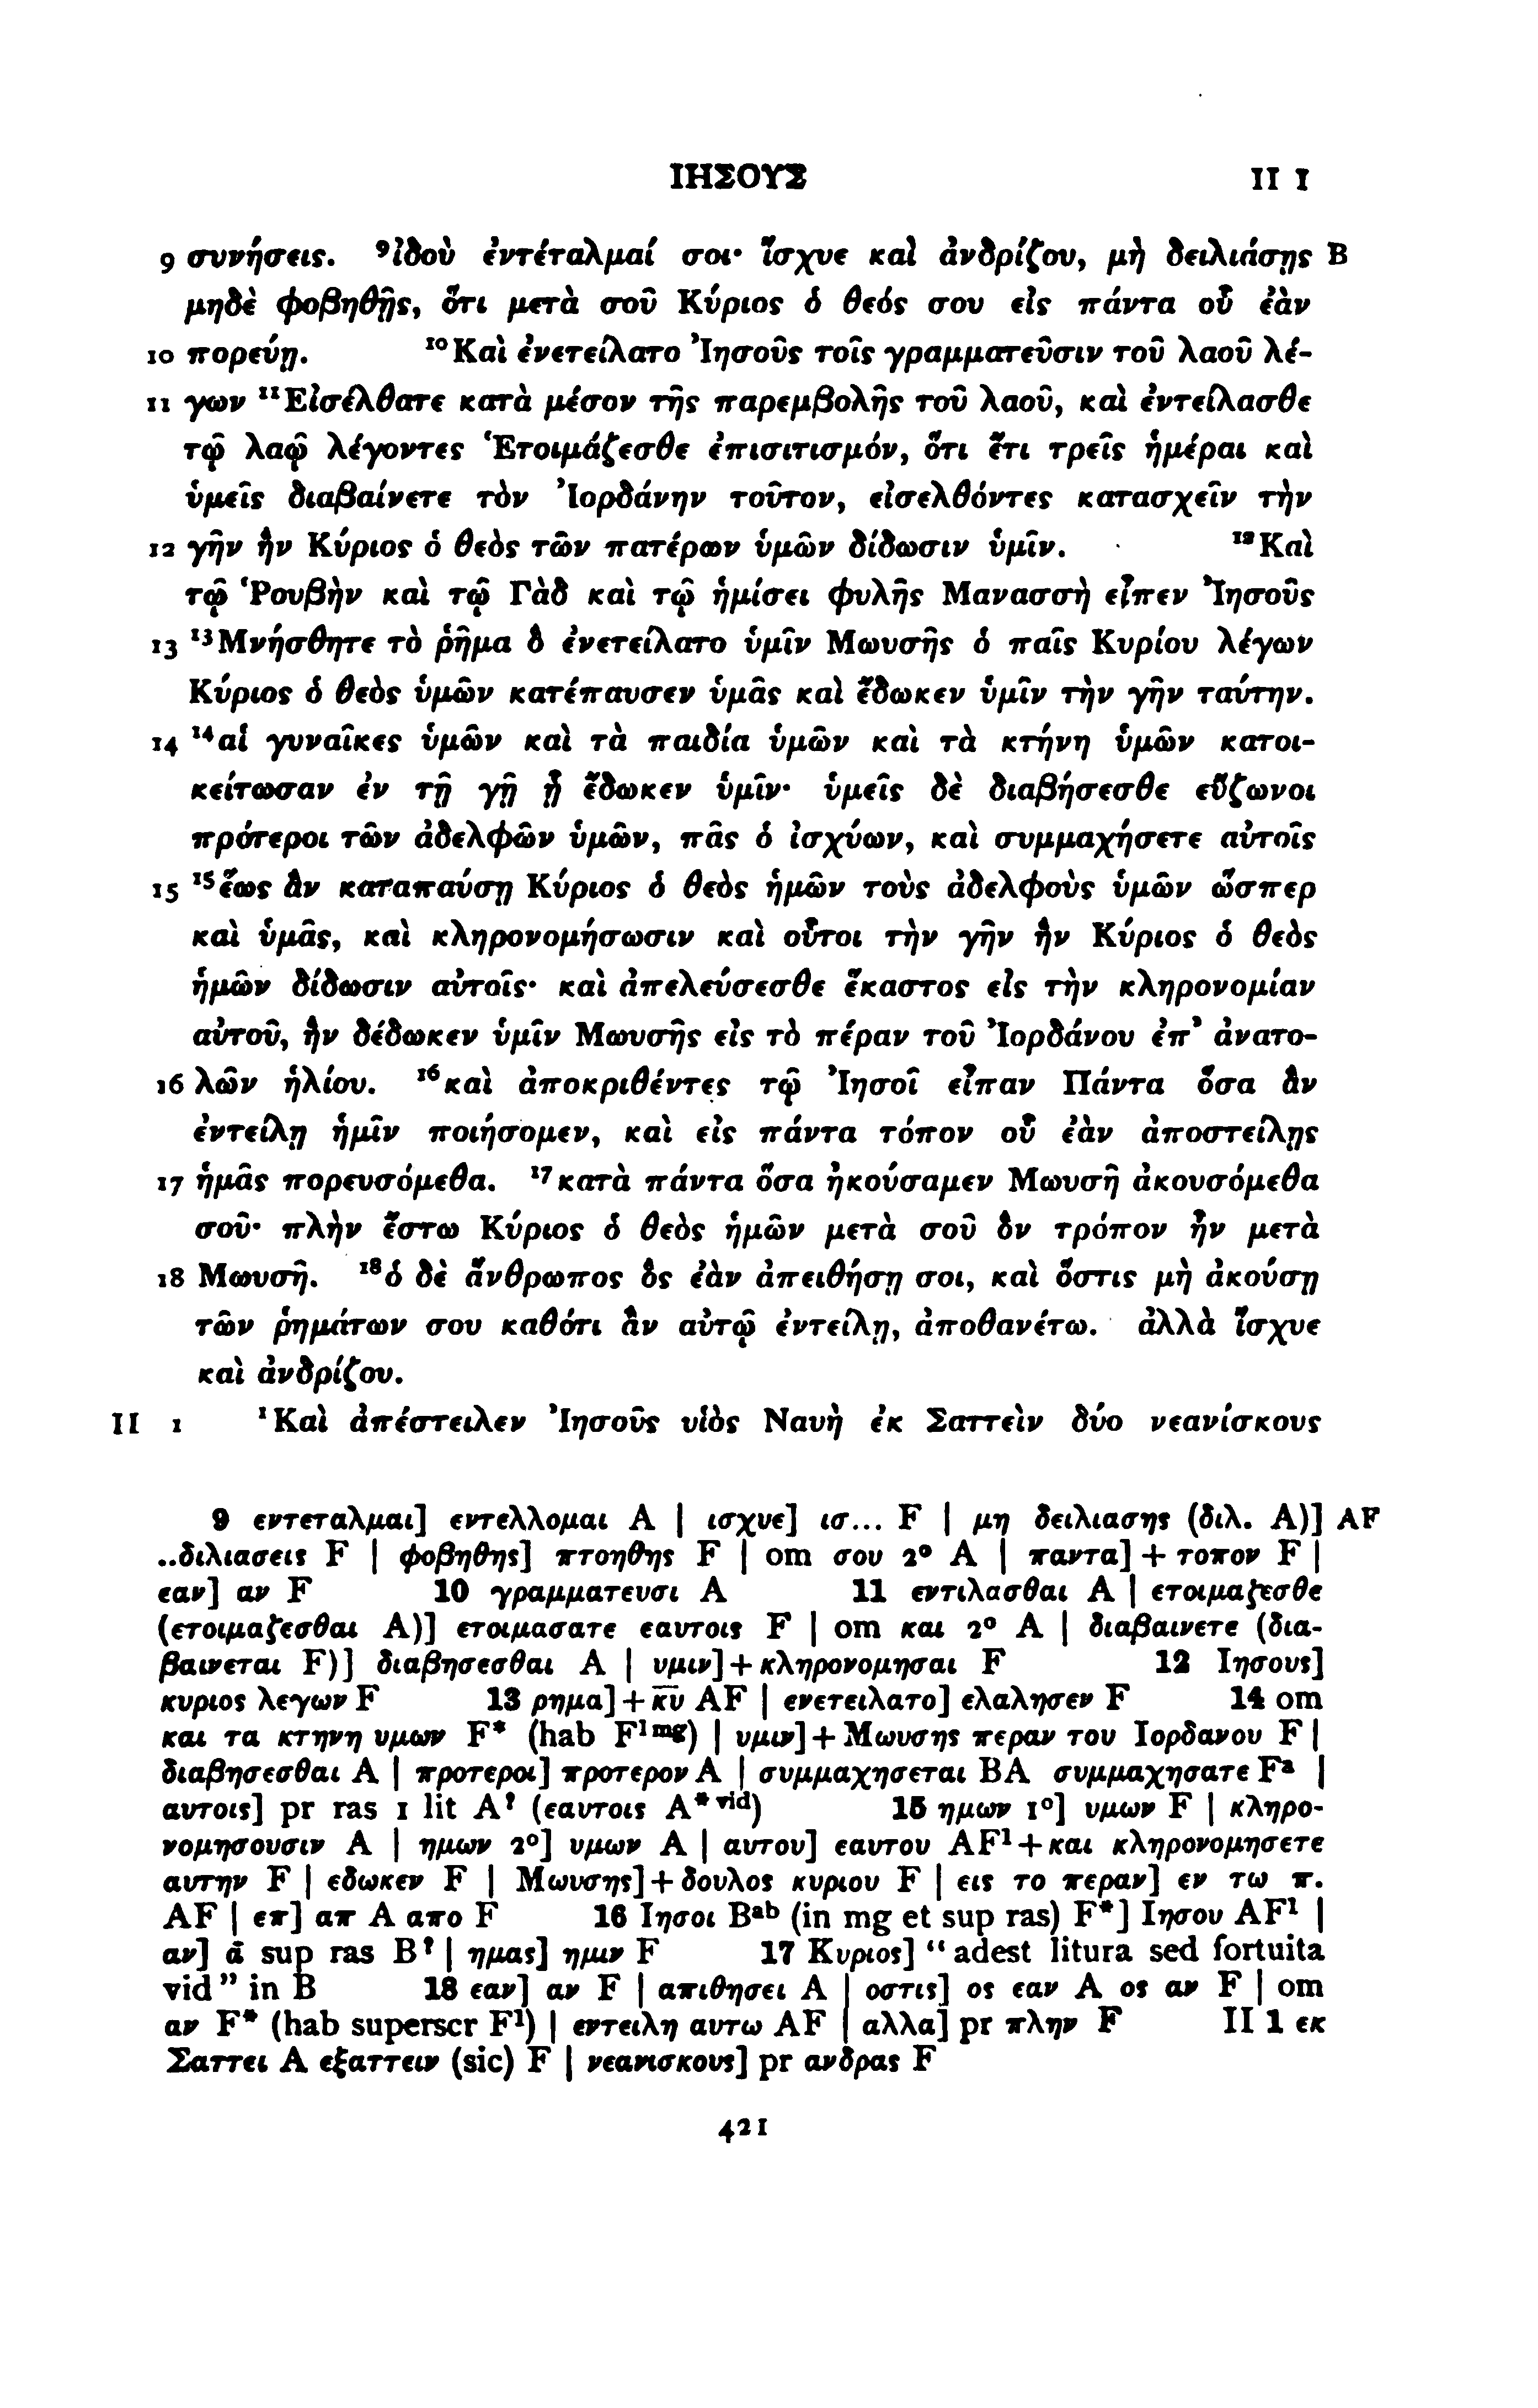 ΙΗΣΟΥΣ II 1
9 συνήσεις. ⁹ἰδοὺ ἐντέταλμαί σοι· ἴσχυε καὶ ἀνδρίζου, μὴ δειλιάσῃς B
μηδὲ φοβηθῇς, ὅτι μετὰ σοῦ Κύριος ὁ θεός σου εἰς πάντα οὗ ἐὰν
10 πορεύῃ. ¹⁰Καὶ ἐνετείλατο Ἰησοῦς τοῖς γραμματεῦσιν τοῦ λαοῦ λέ-
11 γων ¹¹Εἰσέλθατε κατὰ μέσον τῆς παρεμβολῆς τοῦ λαοῦ, καὶ ἐντείλασθε
τῷ λαῷ λέγοντες Ἑτοιμάζεσθε ἐπισιτισμόν, ὅτι ἔτι τρεῖς ἡμέραι καὶ
ὑμεῖς διαβαίνετε τὸν Ἰορδάνην τοῦτον, εἰσελθόντες κατασχεῖν τὴν
12 γῆν ἣν Κύριος ὁ θεὸς τῶν πατέρων ὑμῶν δίδωσιν ὑμῖν. ¹²Καὶ
τῷ Ῥουβὴν καὶ τῷ Γὰδ καὶ τῷ ἡμίσει φυλῆς Μανασσὴ εἶπεν Ἰησοῦς
13 ¹³Μνήσθητε τὸ ῥῆμα ὃ ἐνετείλατο ὑμῖν Μωυσῆς ὁ παῖς Κυρίου λέγων
Κύριος ὁ θεὸς ὑμῶν κατέπαυσεν ὑμᾶς καὶ ἔδωκεν ὑμῖν τὴν γῆν ταύτην.
14 ¹⁴αἱ γυναῖκες ὑμῶν καὶ τὰ παιδία ὑμῶν καὶ τὰ κτήνη ὑμῶν κατοι-
κείτωσαν ἐν τῇ γῇ ᾗ ἔδωκεν ὑμῖν· ὑμεῖς δὲ διαβήσεσθε εὔζωνοι
πρότεροι τῶν ἀδελφῶν ὑμῶν, πᾶς ὁ ἰσχύων, καὶ συμμαχήσετε αὐτοῖς
15 ¹⁵ἕως ἂν καταπαύσῃ Κύριος ὁ θεὸς ἡμῶν τοὺς ἀδελφοὺς ὑμῶν ὥσπερ
καὶ ὑμᾶς, καὶ κληρονομήσωσιν καὶ οὗτοι τὴν γῆν ἣν Κύριος ὁ θεὸς
ἡμῶν δίδωσιν αὐτοῖς· καὶ ἀπελεύσεσθε ἕκαστος εἰς τὴν κληρονομίαν
αὐτοῦ, ἣν δέδωκεν ὑμῖν Μωυσῆς εἰς τὸ πέραν τοῦ Ἰορδάνου ἐπ᾽ ἀνατο-
16 λῶν ἡλίου. ¹⁶καὶ ἀποκριθέντες τῷ Ἰησοῖ εἶπαν Πάντα ὅσα ἂν
ἐντείλῃ ἡμῖν ποιήσομεν, καὶ εἰς πάντα τόπον οὗ ἐὰν ἀποστείλῃς
17 ἡμᾶς πορευσόμεθα. ¹⁷κατὰ πάντα ὅσα ἠκούσαμεν Μωυσῆ ἀκουσόμεθα
σοῦ· πλὴν ἔστω Κύριος ὁ θεὸς ἡμῶν μετὰ σοῦ ὃν τρόπον ἦν μετὰ
18 Μωυσῆ. ¹⁸ὁ δὲ ἄνθρωπος ὃς ἐὰν ἀπειθήσῃ σοι, καὶ ὅστις μὴ ἀκούσῃ
τῶν ῥημάτων σου καθότι ἂν αὐτῷ ἐντείλῃ, ἀποθανέτω. ἀλλὰ ἴσχυε
καὶ ἀνδρίζου.
II 1 ¹Καὶ ἀπέστειλεν Ἰησοῦς υἱὸς Ναυὴ ἐκ Σαττεὶν δύο νεανίσκους
9 εντεταλμαι] εντελλομαι A | ισχυε] ισ... F | μη δειλιασης (διλ. A)] AF
..διλιασεις F | φοβηθης] πτοηθης F | om σου 2° A | παντα] + τοπον F |
εαν] αν F 10 γραμματευσι A 11 εντιλασθαι A | ετοιμαζεσθε
(ετοιμαζεσθαι A)] ετοιμασατε εαυτοις F | om και 2° A | διαβαινετε (δια-
βαινεται F)] διαβησεσθαι A | υμιν] + κληρονομησαι F 12 Ιησους]
κυριος λεγων F 13 ρημα] + κ̅υ̅ AF | ενετειλατο] ελαλησεν F 14 om
και τα κτηνη υμων F* (hab F¹ᵐᵍ) | υμιν] + Μωυσης περαν του Ιορδανου F |
διαβησεσθαι A | προτεροι] προτερον A | συμμαχησεται BA συμμαχησατε Fᵃ |
αυτοις] pr ras 1 lit A? (εαυτοις A*ᵛⁱᵈ) 15 ημων 1°] υμων F | κληρο-
νομησουσιν A | ημων 2°] υμων A | αυτου] εαυτου AF¹ + και κληρονομησετε
αυτην F | εδωκεν F | Μωυσης] + δουλος κυριου F | εις το περαν] εν τω π.
AF | επ] απ A απο F 16 Ιησοι Bᵃᵇ (in mg et sup ras) F*] Ιησου AF¹ |
αν] ᾱ sup ras B? | ημας] ημιν F 17 Κυριος] “adest litura sed fortuita
vid” in B 18 εαν] αν F | απιθησει A | οστις] ος εαν A ος αν F | om
αν F* (hab superscr F¹) | εντειλη αυτω AF | αλλα] pr πλην F II 1 εκ
Σαττει A εξαττειν (sic) F | νεανισκους] pr ανδρας F
421